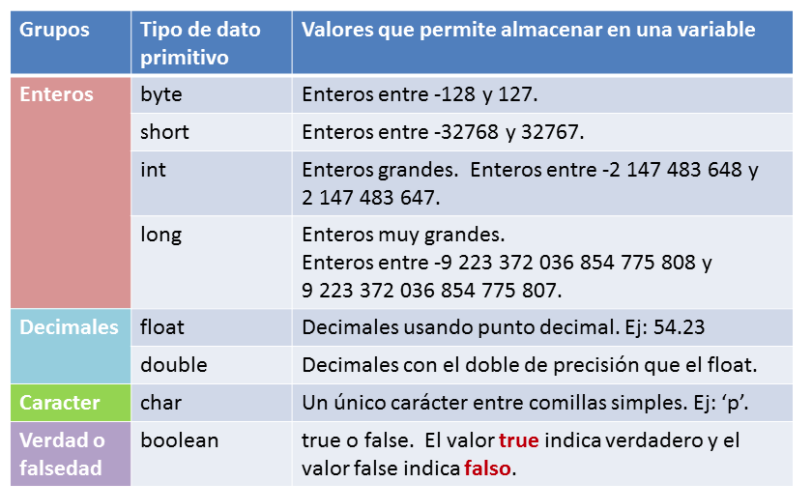 Grupos Tipo de dato primitivo Valores que permite almacenar en una variable
Enteros byte Enteros entre -128 y 127.
short Enteros entre -32768 y 32767.
int Enteros grandes. Enteros entre -2 147 483 648 y
2 147 483 647.
long Enteros muy grandes.
Enteros entre -9 223 372 036 854 775 808 y
9 223 372 036 854 775 807.
Decimales float Decimales usando punto decimal. Ej: 54.23
double Decimales con el doble de precisión que el float.
Caracter char Un único carácter entre comillas simples. Ej: ‘p’.
Verdad o falsedad boolean true o false. El valor true indica verdadero y el
valor false indica falso.